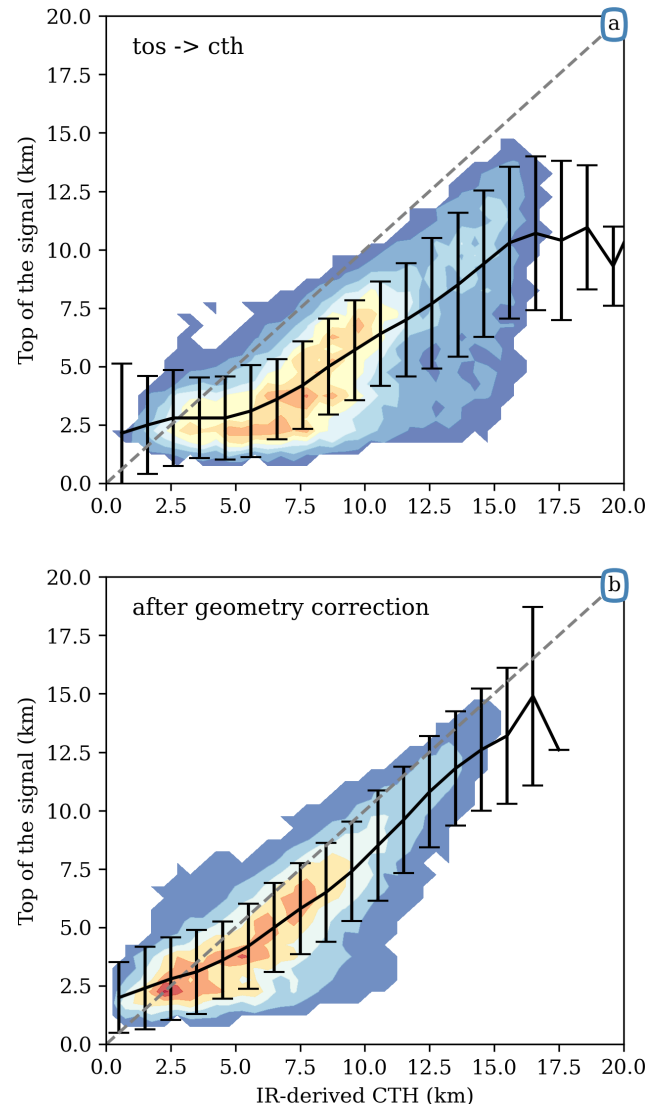 20.0
a
tos -> cth
17.5
15.0
12.5
10.0
7.5
5.0
2.5
0.0
Top of the signal (km)
0.0 2.5 5.0 7.5 10.0 12.5 15.0 17.5 20.0
20.0
b
after geometry correction
17.5
15.0
12.5
10.0
7.5
5.0
2.5
0.0
Top of the signal (km)
0.0 2.5 5.0 7.5 10.0 12.5 15.0 17.5 20.0
IR-derived CTH (km)